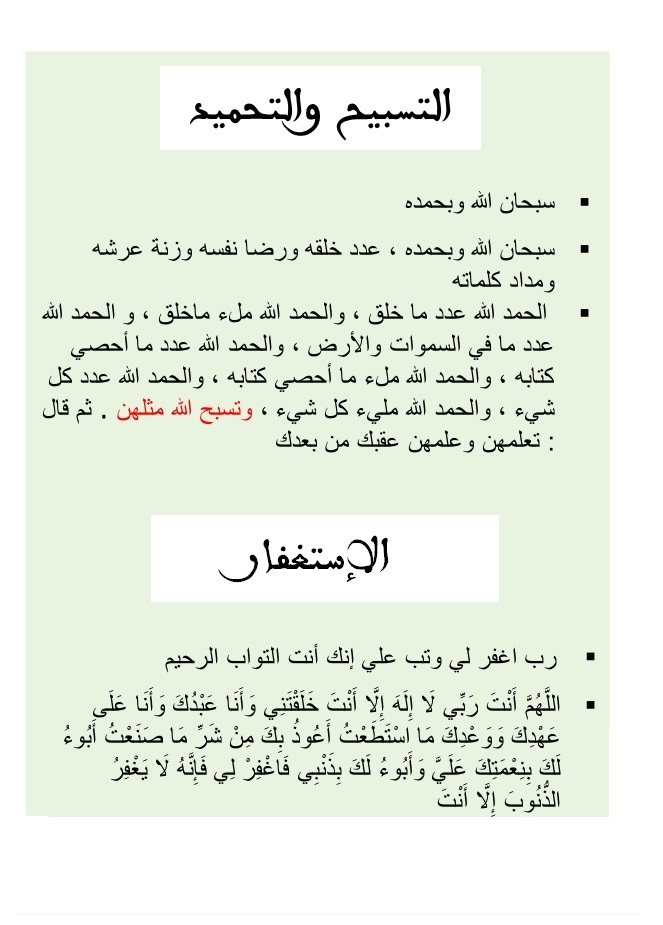 التسبيح والتحميد
▪ سبحان الله وبحمده
▪ سبحان الله وبحمده ، عدد خلقه ورضا نفسه وزنة عرشه
ومداد كلماته
▪ الحمد الله عدد ما خلق ، والحمد الله ملء ماخلق ، و الحمد الله
عدد ما في السموات والأرض ، والحمد الله عدد ما أحصي
كتابه ، والحمد الله ملء ما أحصي كتابه ، والحمد الله عدد كل
شيء ، والحمد الله مليء كل شيء ، وتسبح الله مثلهن . ثم قال
: تعلمهن وعلمهن عقبك من بعدك
الإستغفار
▪ رب اغفر لي وتب علي إنك أنت التواب الرحيم
▪ اللَّهُمَّ أَنْتَ رَبِّي لَا إِلَهَ إِلَّا أَنْتَ خَلَقْتَنِي وَأَنَا عَبْدُكَ وَأَنَا عَلَى
عَهْدِكَ وَوَعْدِكَ مَا اسْتَطَعْتُ أَعُوذُ بِكَ مِنْ شَرِّ مَا صَنَعْتُ أَبُوءُ
لَكَ بِنِعْمَتِكَ عَلَيَّ وَأَبُوءُ لَكَ بِذَنْبِي فَاغْفِرْ لِي فَإِنَّهُ لَا يَغْفِرُ
الذُّنُوبَ إِلَّا أَنْتَ